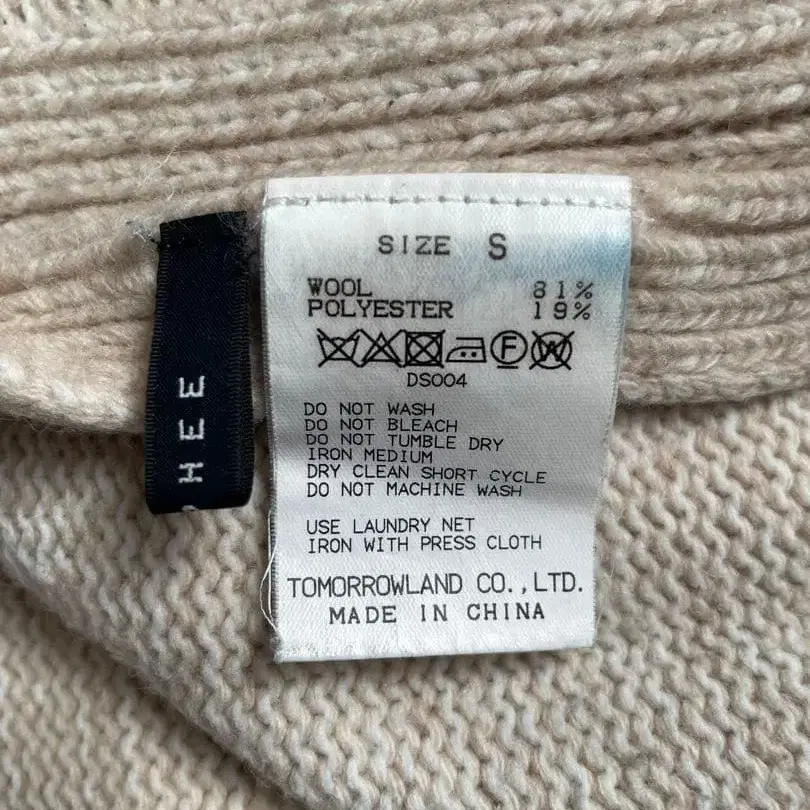 SIZE S
WOOL 81%
POLYESTER 19%
F W
DS004
DO NOT WASH
DO NOT BLEACH
DO NOT TUMBLE DRY
IRON MEDIUM
DRY CLEAN SHORT CYCLE
DO NOT MACHINE WASH
USE LAUNDRY NET
IRON WITH PRESS CLOTH
TOMORROWLAND CO.,LTD.
MADE IN CHINA
HEE